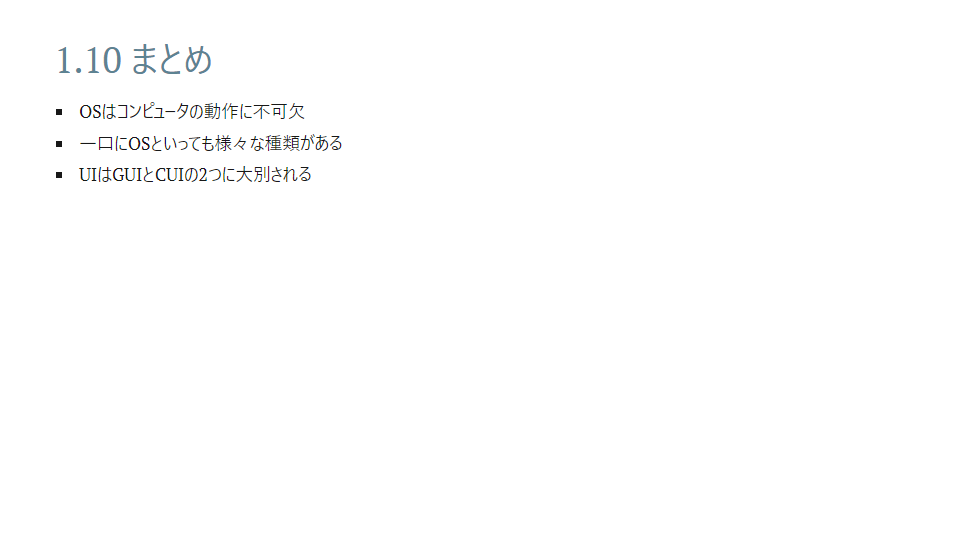 1.10 まとめ
▪ OSはコンピュータの動作に不可欠
▪ 一口にOSといっても様々な種類がある
▪ UIはGUIとCUIの2つに大別される